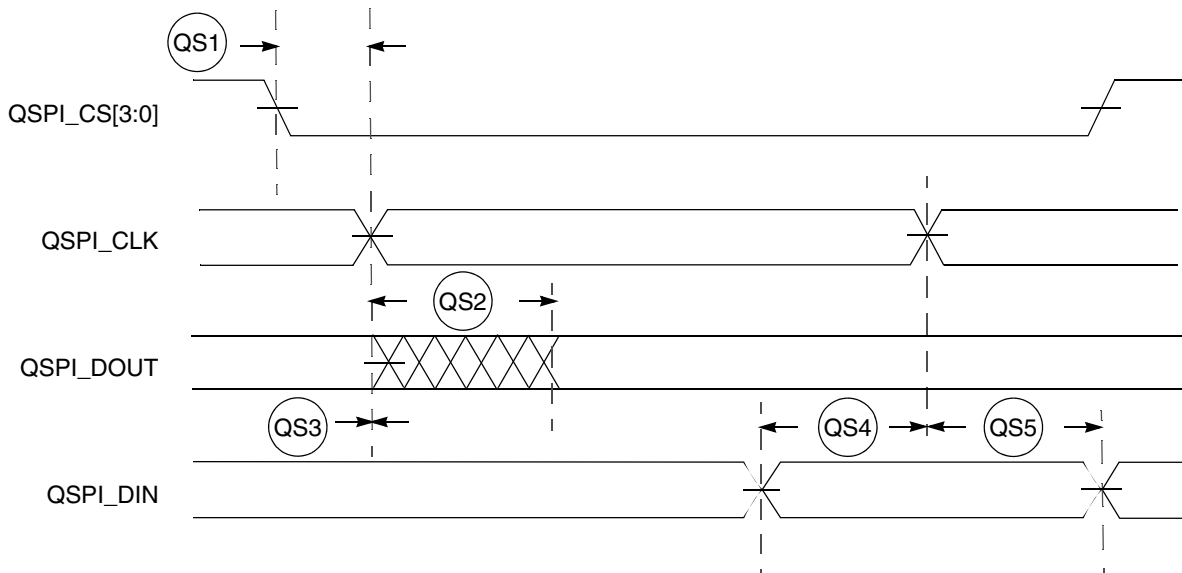 QS1
QSPI_CS[3:0]
QSPI_CLK
QS2
QSPI_DOUT
QS3
QS4
QS5
QSPI_DIN